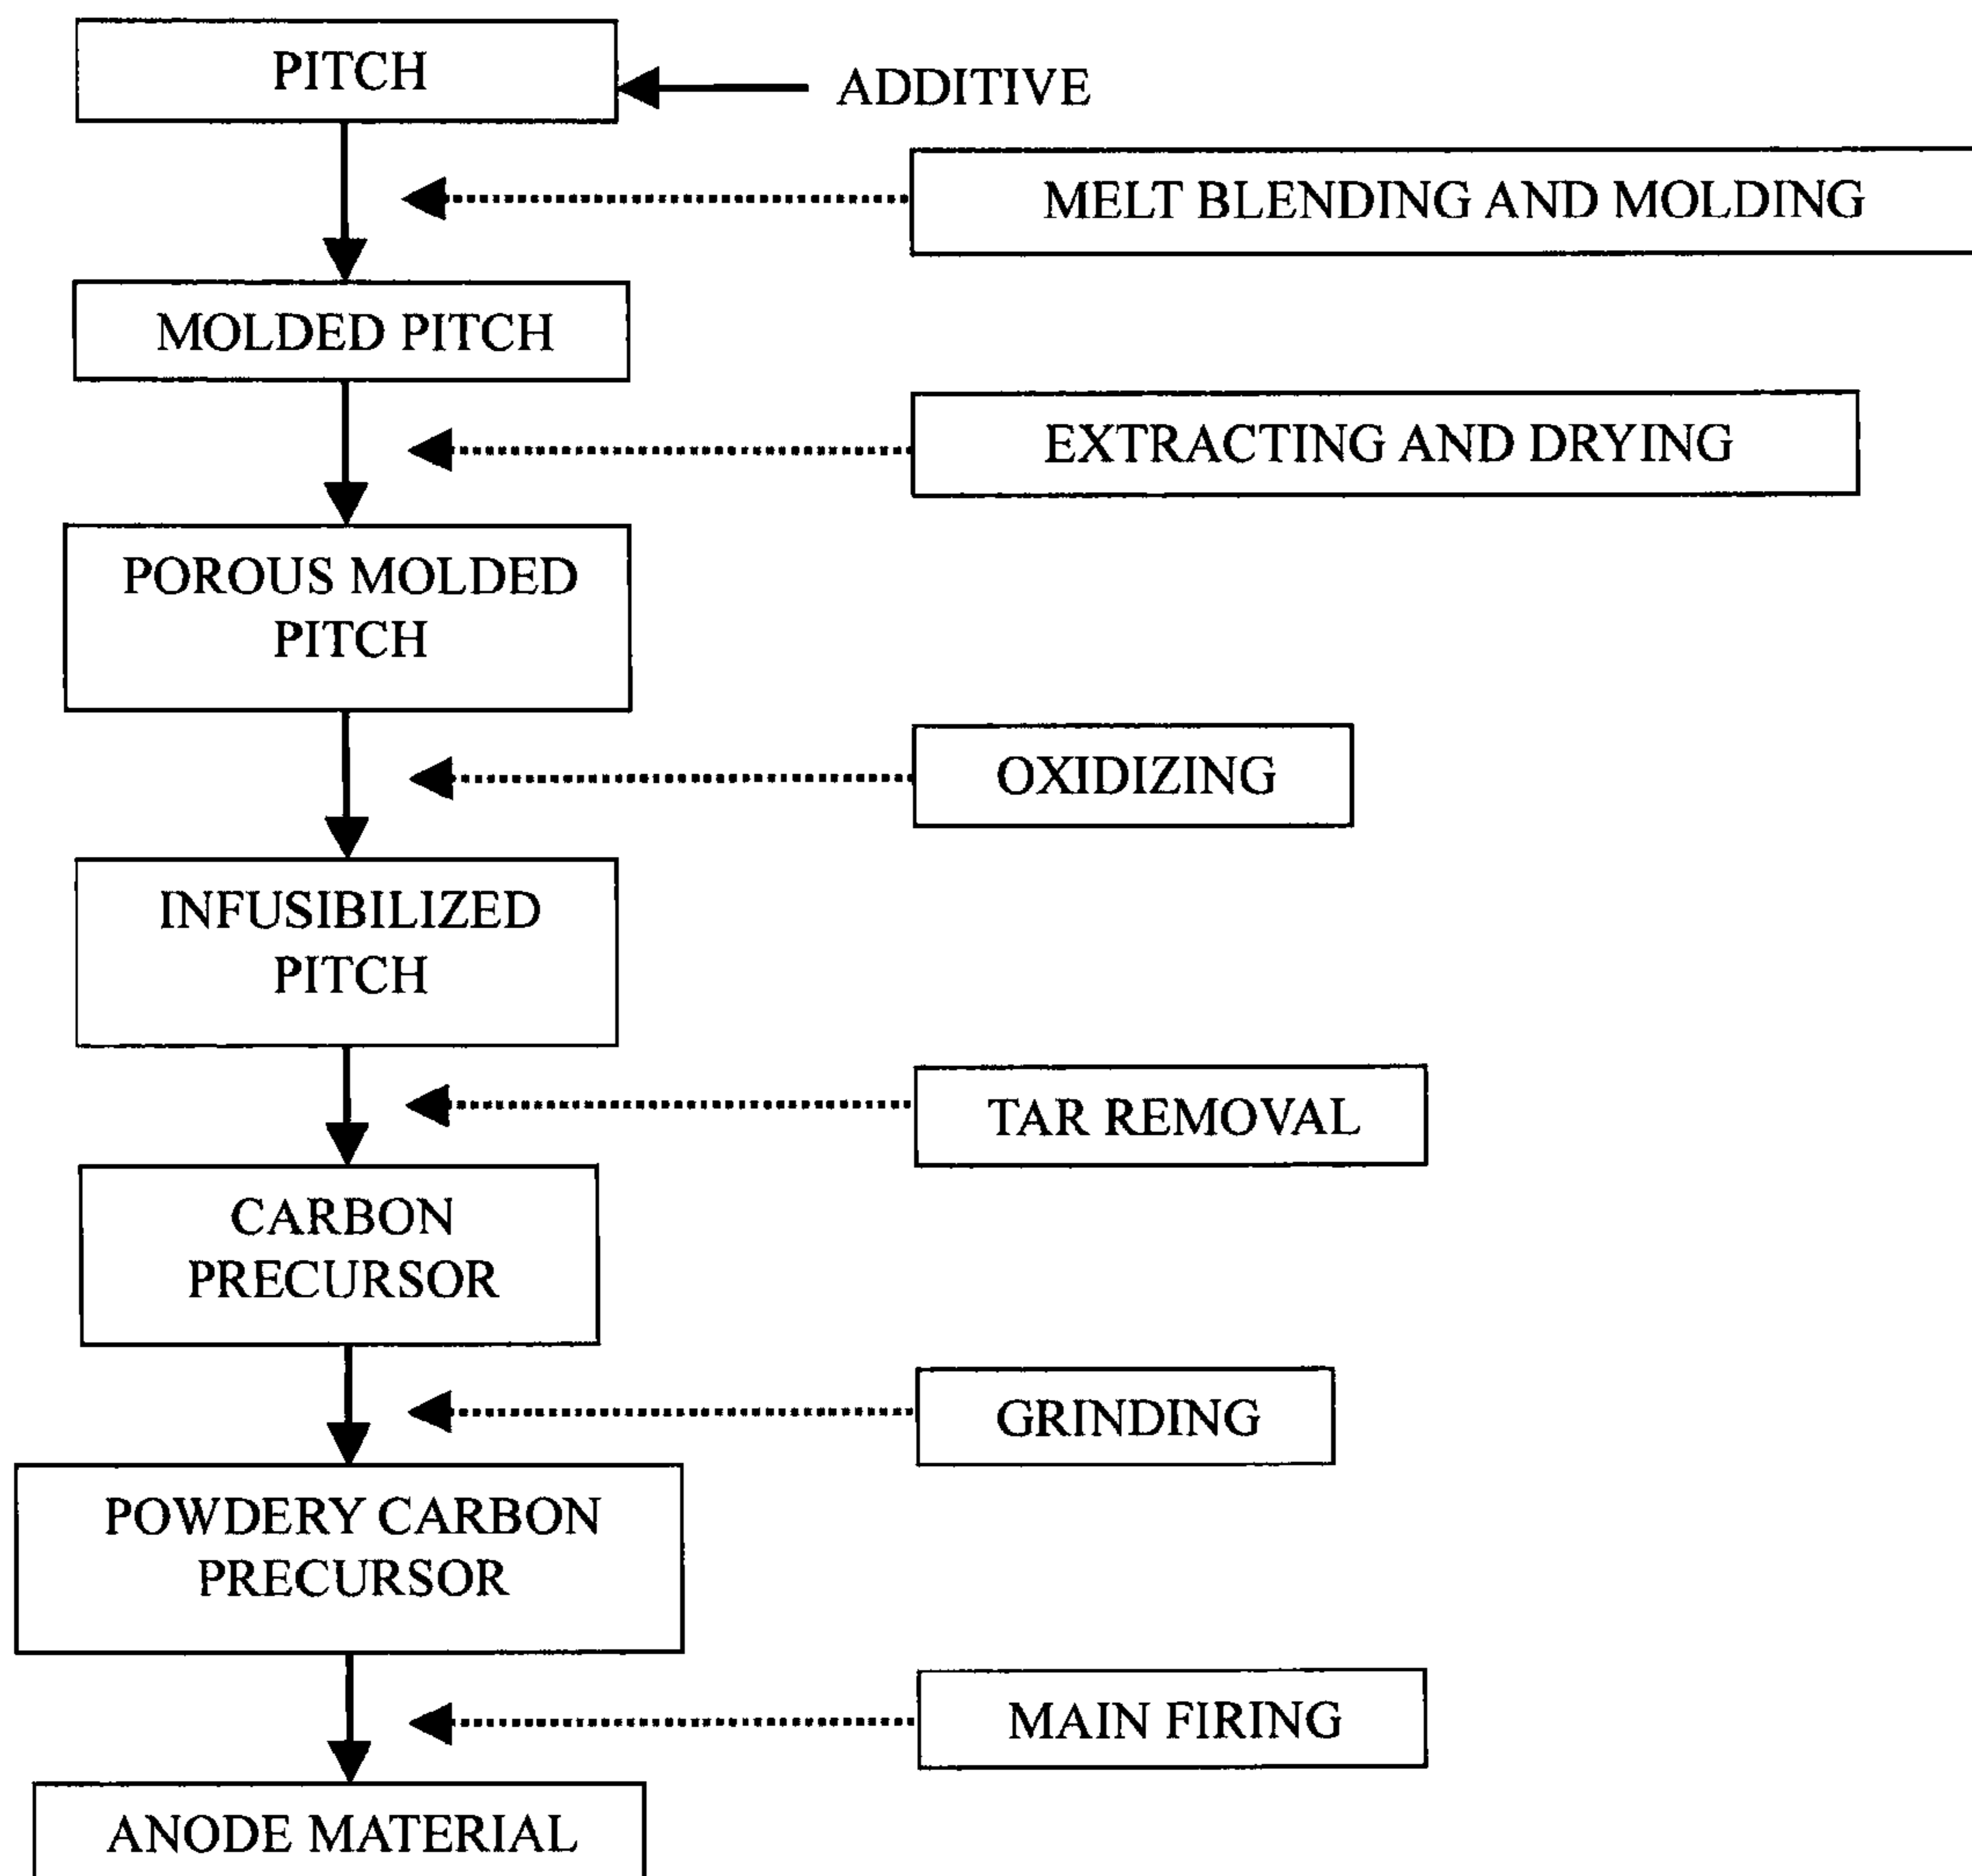 PITCH
ADDITIVE
MELT BLENDING AND MOLDING
MOLDED PITCH
EXTRACTING AND DRYING
POROUS MOLDED
PITCH
OXIDIZING
INFUSIBILIZED
PITCH
TAR REMOVAL
CARBON
PRECURSOR
GRINDING
POWDERY CARBON
PRECURSOR
MAIN FIRING
ANODE MATERIAL